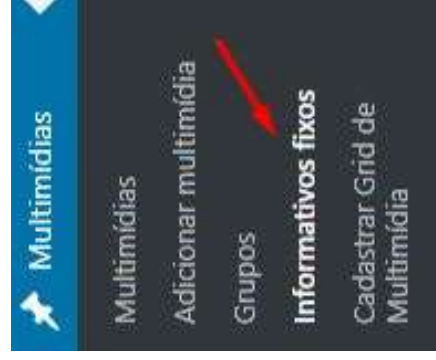 Multimídias
Multimídias
Adicionar multimídia
Grupos
Informativos fixos
Cadastrar Grid de
Multimídia